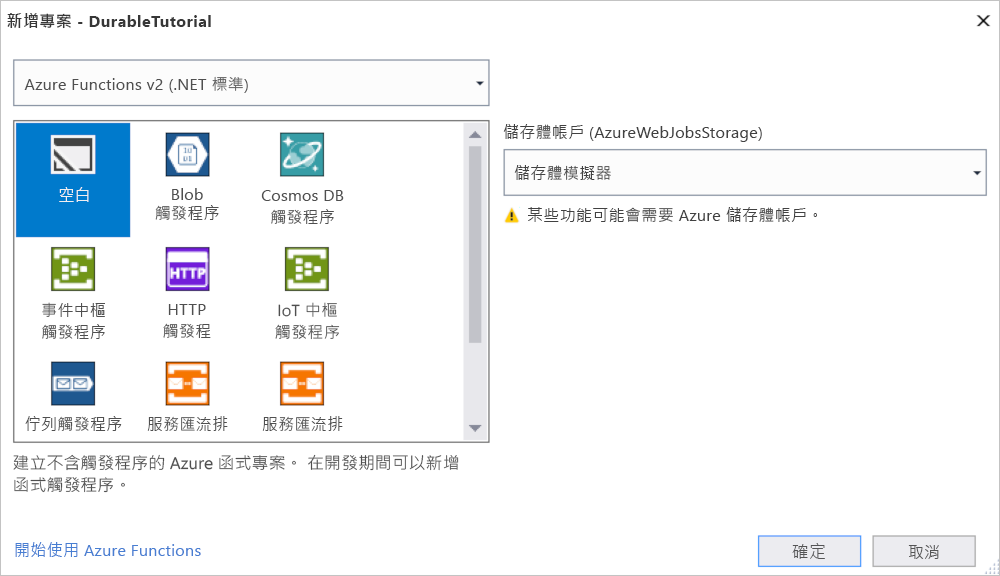 新增專案 - DurableTutorial
Azure Functions v2 (.NET 標準)
空白
Blob
觸發程序
Cosmos DB
觸發程序
事件中樞
觸發程序
HTTP
HTTP
觸發程
IoT 中樞
觸發程序
佇列觸發程序
服務匯流排
服務匯流排
儲存體帳戶 (AzureWebJobsStorage)
儲存體模擬器
某些功能可能會需要 Azure 儲存體帳戶。
建立不含觸發程序的 Azure 函式專案。 在開發期間可以新增
函式觸發程序。
開始使用 Azure Functions
確定
取消